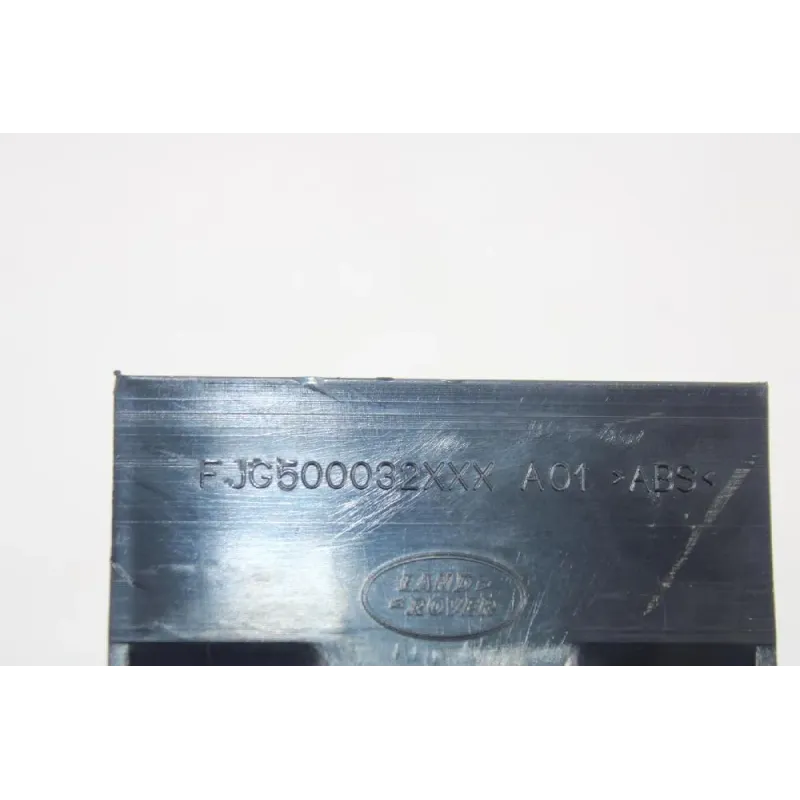 FJG500032XXX A01 >ABS<
LAND-
-ROVER